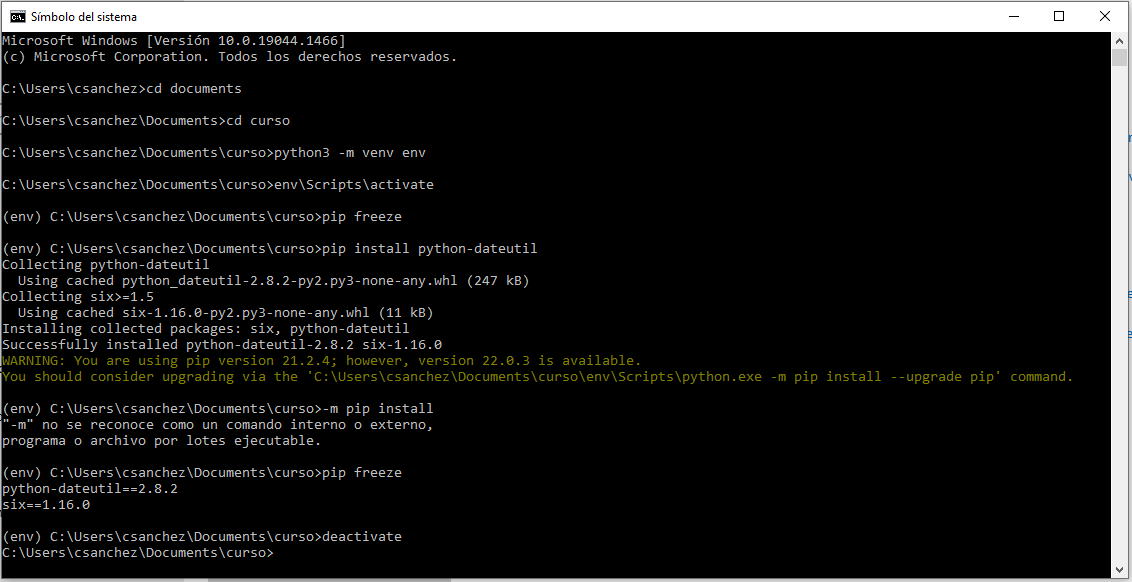 Símbolo del sistema
Microsoft Windows [Versión 10.0.19044.1466]
(c) Microsoft Corporation. Todos los derechos reservados.
C:\Users\csanchez>cd documents
C:\Users\csanchez\Documents>cd curso
C:\Users\csanchez\Documents\curso>python3 -m venv env
C:\Users\csanchez\Documents\curso>env\Scripts\activate
(env) C:\Users\csanchez\Documents\curso>pip freeze
(env) C:\Users\csanchez\Documents\curso>pip install python-dateutil
Collecting python-dateutil
  Using cached python_dateutil-2.8.2-py2.py3-none-any.whl (247 kB)
Collecting six>=1.5
  Using cached six-1.16.0-py2.py3-none-any.whl (11 kB)
Installing collected packages: six, python-dateutil
Successfully installed python-dateutil-2.8.2 six-1.16.0
WARNING: You are using pip version 21.2.4; however, version 22.0.3 is available.
You should consider upgrading via the 'C:\Users\csanchez\Documents\curso\env\Scripts\python.exe -m pip install --upgrade pip' command.
(env) C:\Users\csanchez\Documents\curso>-m pip install
"-m" no se reconoce como un comando interno o externo,
programa o archivo por lotes ejecutable.
(env) C:\Users\csanchez\Documents\curso>pip freeze
python-dateutil==2.8.2
six==1.16.0
(env) C:\Users\csanchez\Documents\curso>deactivate
C:\Users\csanchez\Documents\curso>